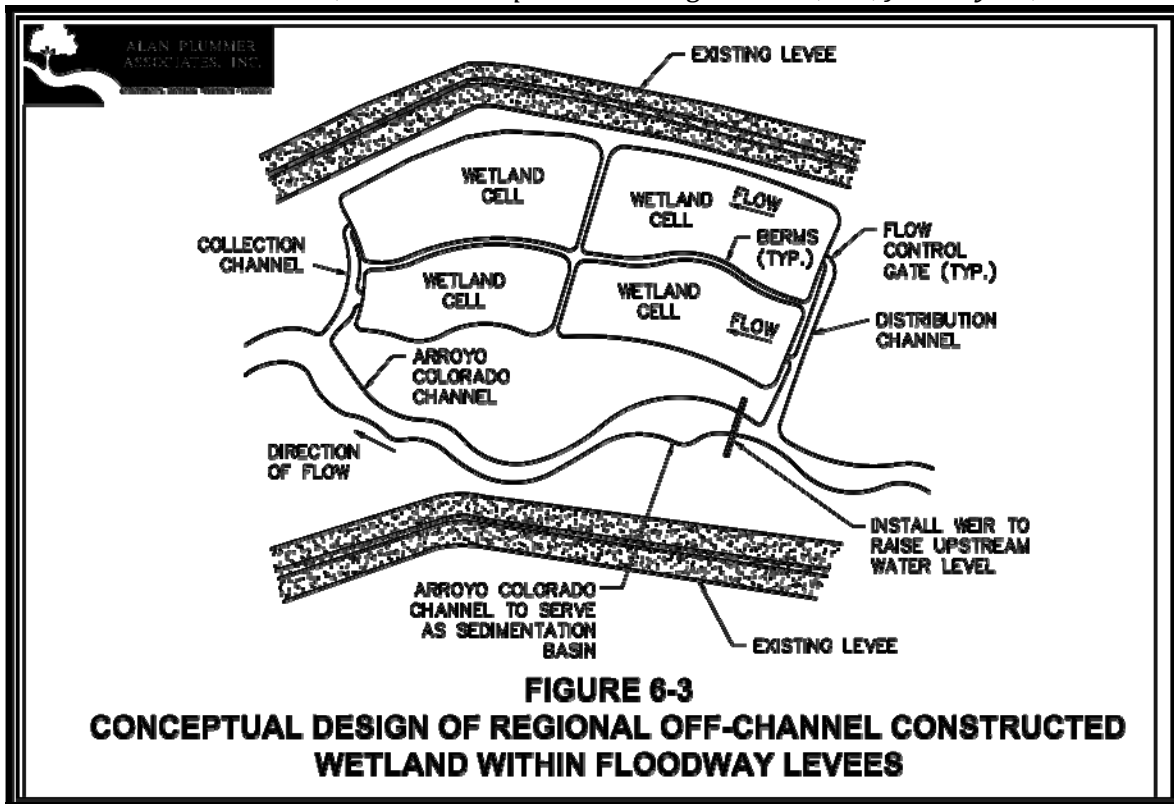 ALAN PLUMMER
ASSOCIATES, INC.
EXISTING LEVEE
WETLAND
CELL
WETLAND
CELL
FLOW
BERMS
(TYP.)
FLOW
CONTROL
GATE (TYP.)
COLLECTION
CHANNEL
WETLAND
CELL
WETLAND
CELL
FLOW
DISTRIBUTION
CHANNEL
ARROYO
COLORADO
CHANNEL
DIRECTION
OF FLOW
INSTALL WEIR TO
RAISE UPSTREAM
WATER LEVEL
ARROYO COLORADO
CHANNEL TO SERVE
AS SEDIMENTATION
BASIN
EXISTING LEVEE
FIGURE 6-3
CONCEPTUAL DESIGN OF REGIONAL OFF-CHANNEL CONSTRUCTED
WETLAND WITHIN FLOODWAY LEVEES